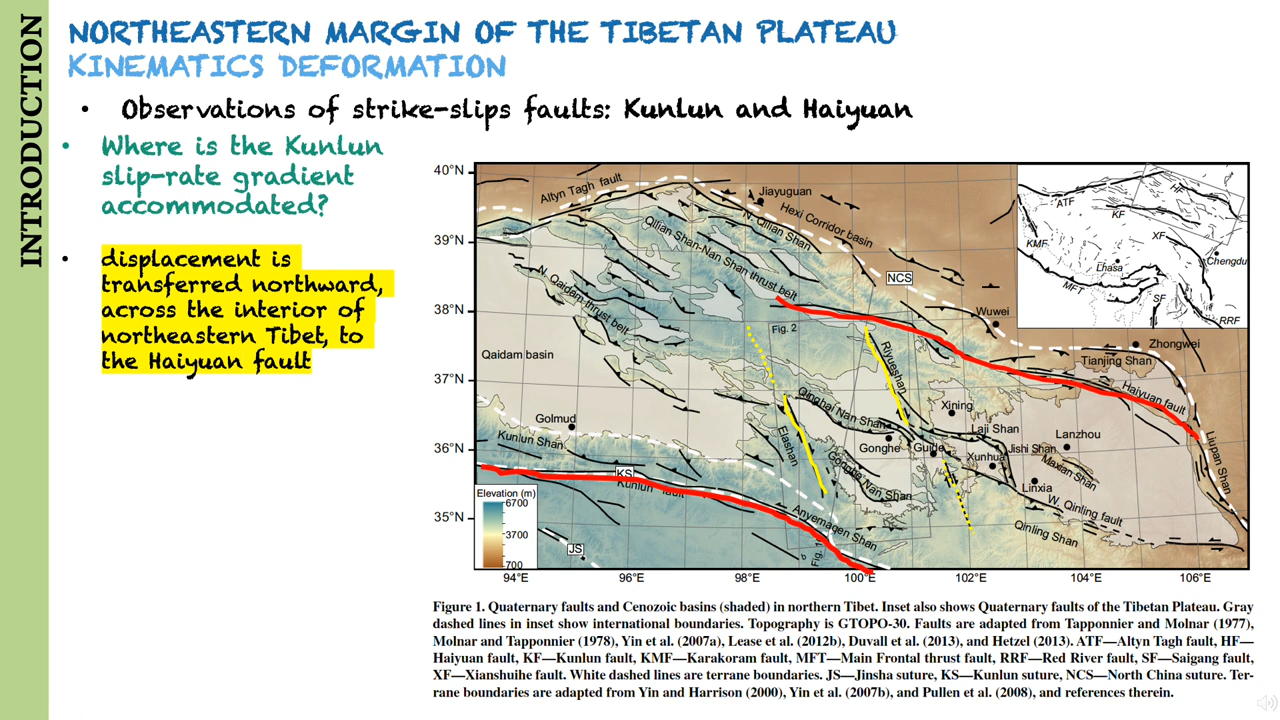 INTRODUCTION
NORTHEASTERN MARGIN OF THE TIBETAN PLATEAU
KINEMATICS DEFORMATION
• Observations of strike-slips faults: Kunlun and Haiyuan
• Where is the Kunlun
slip-rate gradient
accommodated?
• displacement is
transferred northward,
across the interior of
northeastern Tibet, to
the Haiyuan fault
40°N
39°N
38°N
37°N
36°N
35°N
94°E
96°E
98°E
100°E
102°E
104°E
106°E
Altyn Tagh fault
Jiayuguan
Hexi Corridor basin
N. Qilian Shan
Qilian Shan-Nan Shan thrust belt
NCS
N. Qaidam thrust belt
Wuwei
Fig. 2
Zhongwei
Tianjing Shan
Qaidam basin
Riyueshan
Haiyuan fault
Qinghai Nan Shan
Xining
Golmud
Laji Shan
Lanzhou
Kunlun Shan
Elashan
Gonghe
Guide
Jishi Shan
Xunhua
Maxian Shan
Liupan Shan
KS
Kunlun fault
Gonghe Nan Shan
Linxia
W. Qinling fault
Anyemaqen Shan
Qinling Shan
JS
Fig. 1
Elevation (m)
6700
3700
700
ATF
HF
KF
KMF
XF
Lhasa
Chengdu
MFT
SF
RRF
Figure 1. Quaternary faults and Cenozoic basins (shaded) in northern Tibet. Inset also shows Quaternary faults of the Tibetan Plateau. Gray
dashed lines in inset show international boundaries. Topography is GTOPO-30. Faults are adapted from Tapponnier and Molnar (1977),
Molnar and Tapponnier (1978), Yin et al. (2007a), Lease et al. (2012b), Duvall et al. (2013), and Hetzel (2013). ATF—Altyn Tagh fault, HF—
Haiyuan fault, KF—Kunlun fault, KMF—Karakoram fault, MFT—Main Frontal thrust fault, RRF—Red River fault, SF—Saigang fault,
XF—Xianshuihe fault. White dashed lines are terrane boundaries. JS—Jinsha suture, KS—Kunlun suture, NCS—North China suture. Ter-
rane boundaries are adapted from Yin and Harrison (2000), Yin et al. (2007b), and Pullen et al. (2008), and references therein.